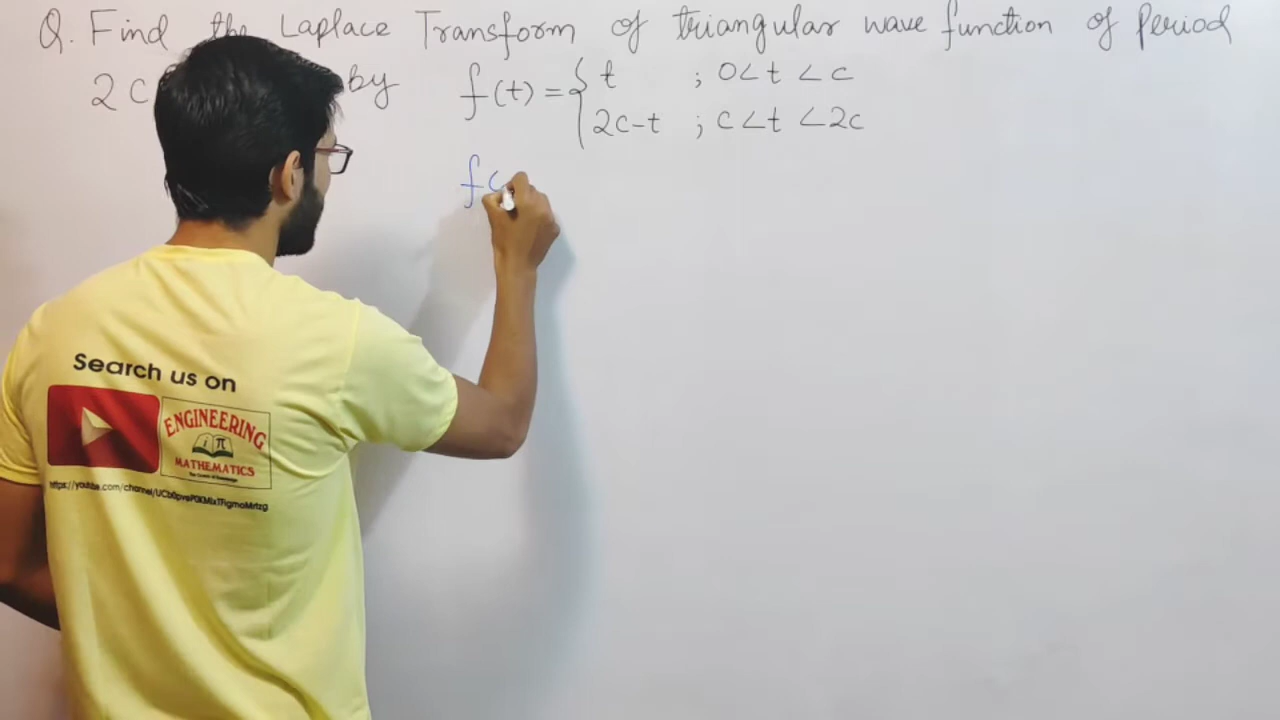 Q. Find the Laplace Transform of triangular wave function of Period
2c by f(t) = { t ; 0<t <c
2c-t ; c<t <2c
f(
Search us on
ENGINEERING
iπ
MATHEMATICS